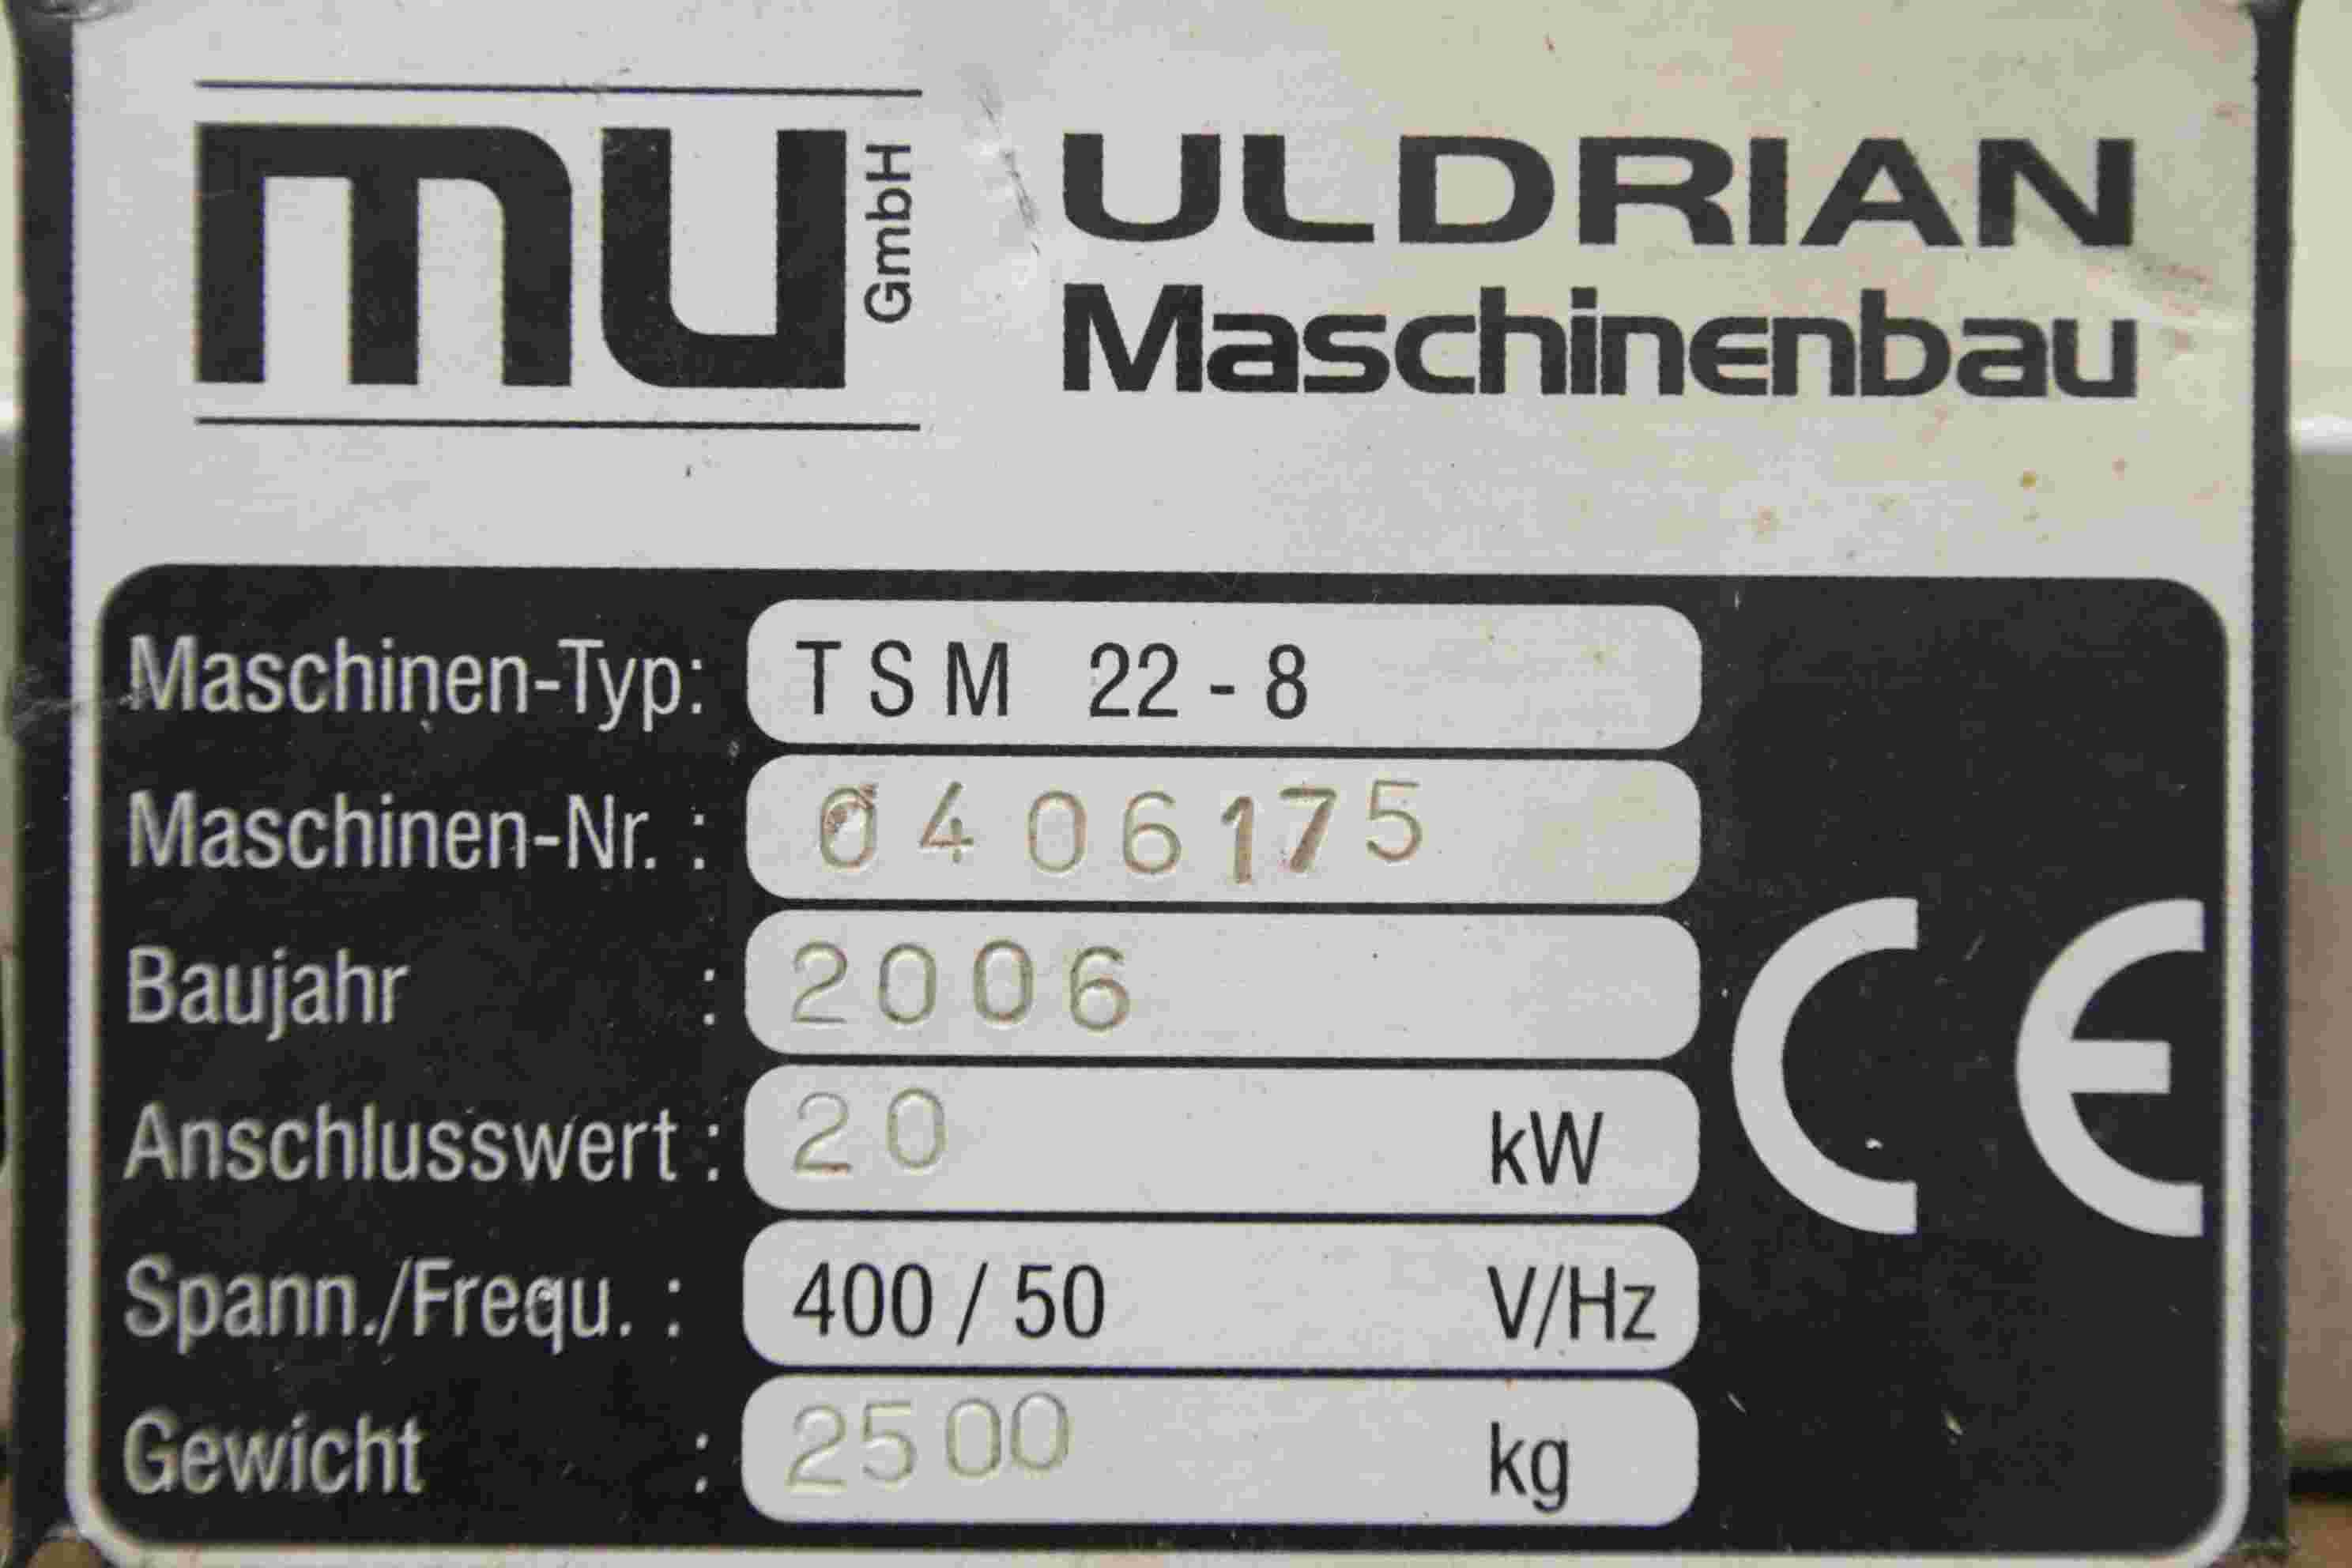 mu GmbH ULDRIAN
Maschinenbau
Maschinen-Typ: TSM 22-8
Maschinen-Nr. : 0406175
Baujahr : 2006
Anschlusswert : 20 kW
Spann./Frequ. : 400 / 50 V/Hz
Gewicht : 2500 kg
CE